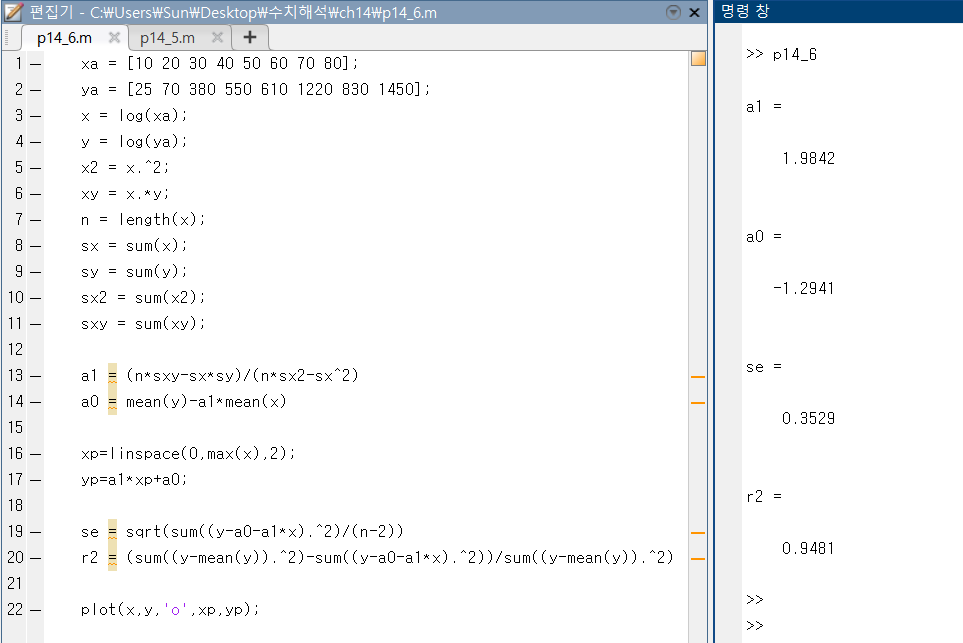 편집기 - C:₩Users₩Sun₩Desktop₩수치해석₩ch14₩p14_6.m
p14_6.m
p14_5.m
1 xa = [10 20 30 40 50 60 70 80];
2 ya = [25 70 380 550 610 1220 830 1450];
3 x = log(xa);
4 y = log(ya);
5 x2 = x.^2;
6 xy = x.*y;
7 n = length(x);
8 sx = sum(x);
9 sy = sum(y);
10 sx2 = sum(x2);
11 sxy = sum(xy);
12
13 a1 = (n*sxy-sx*sy)/(n*sx2-sx^2)
14 a0 = mean(y)-a1*mean(x)
15
16 xp=linspace(0,max(x),2);
17 yp=a1*xp+a0;
18
19 se = sqrt(sum((y-a0-a1*x).^2)/(n-2))
20 r2 = (sum((y-mean(y)).^2)-sum((y-a0-a1*x).^2))/sum((y-mean(y)).^2)
21
22 plot(x,y,'o',xp,yp);
명령 창
>> p14_6
a1 =
1.9842
a0 =
-1.2941
se =
0.3529
r2 =
0.9481
>>
>>